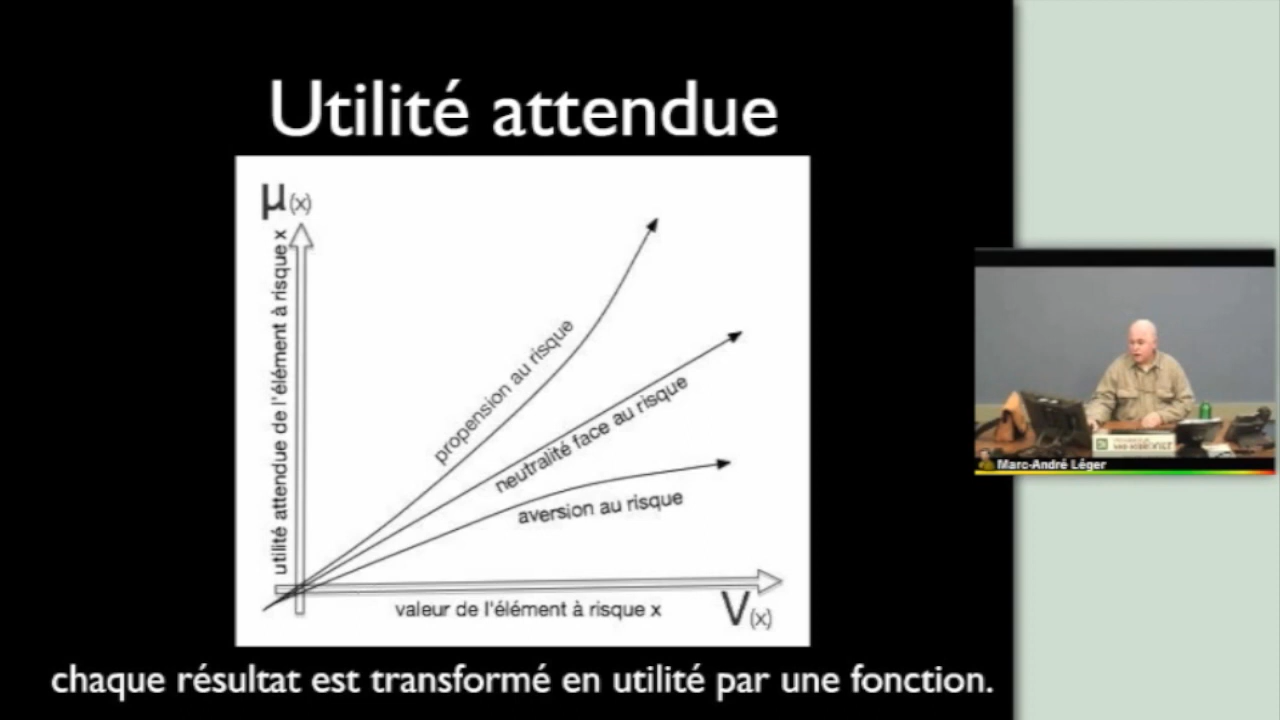 Utilité attendue
μ(x)
utilité attendue de l'élément à risque x
propension au risque
neutralité face au risque
aversion au risque
valeur de l'élément à risque x
V(x)
chaque résultat est transformé en utilité par une fonction.
Marc-André Léger